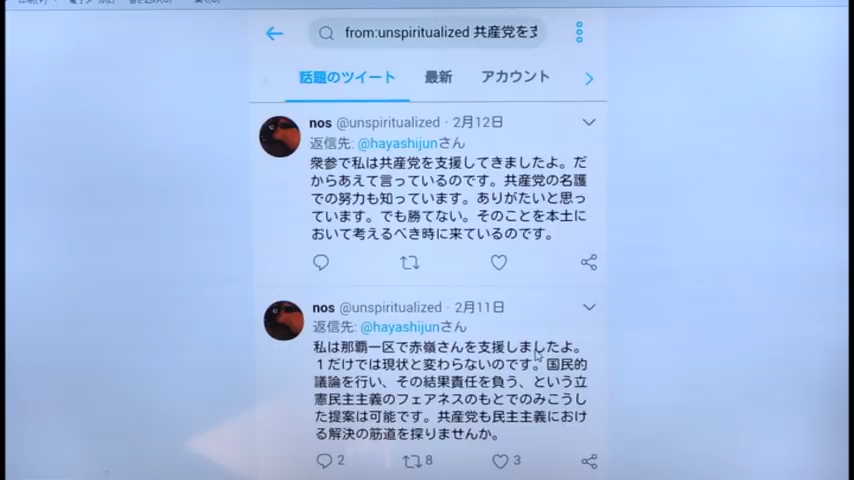 from:unspiritualized 共産党を支
話題のツイート 最新 アカウント
nos @unspiritualized · 2月12日
返信先: @hayashijunさん
衆参で私は共産党を支援してきましたよ。だ
からあえて言っているのです。共産党の名護
での努力も知っています。ありがたいと思っ
ています。でも勝てない。そのことを本土に
おいて考えるべき時に来ているのです。
nos @unspiritualized · 2月11日
返信先: @hayashijunさん
私は那覇一区で赤嶺さんを支援しましたよ。
１だけでは現状と変わらないのです。国民的
議論を行い、その結果責任を負う、という立
憲民主主義のフェアネスのもとでのみこうし
た提案は可能です。共産党も民主主義におけ
る解決の筋道を探りませんか。
2 8 3